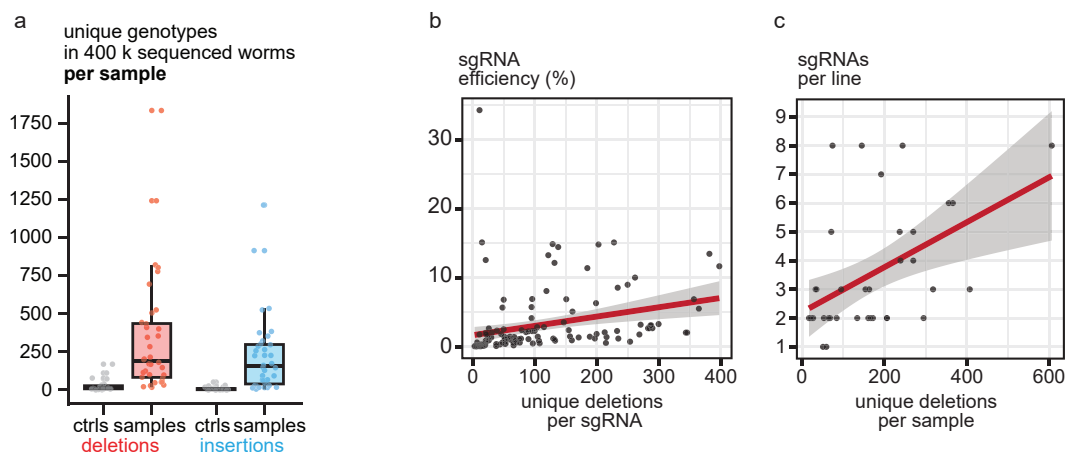 a
unique genotypes
in 400 k sequenced worms
per sample
1750
1500
1250
1000
750
500
250
0
ctrls samples
deletions
ctrls samples
insertions
b
sgRNA
efficiency (%)
30
20
10
0
0 100 200 300 400
unique deletions
per sgRNA
c
sgRNAs
per line
9
8
7
6
5
4
3
2
1
0 200 400 600
unique deletions
per sample